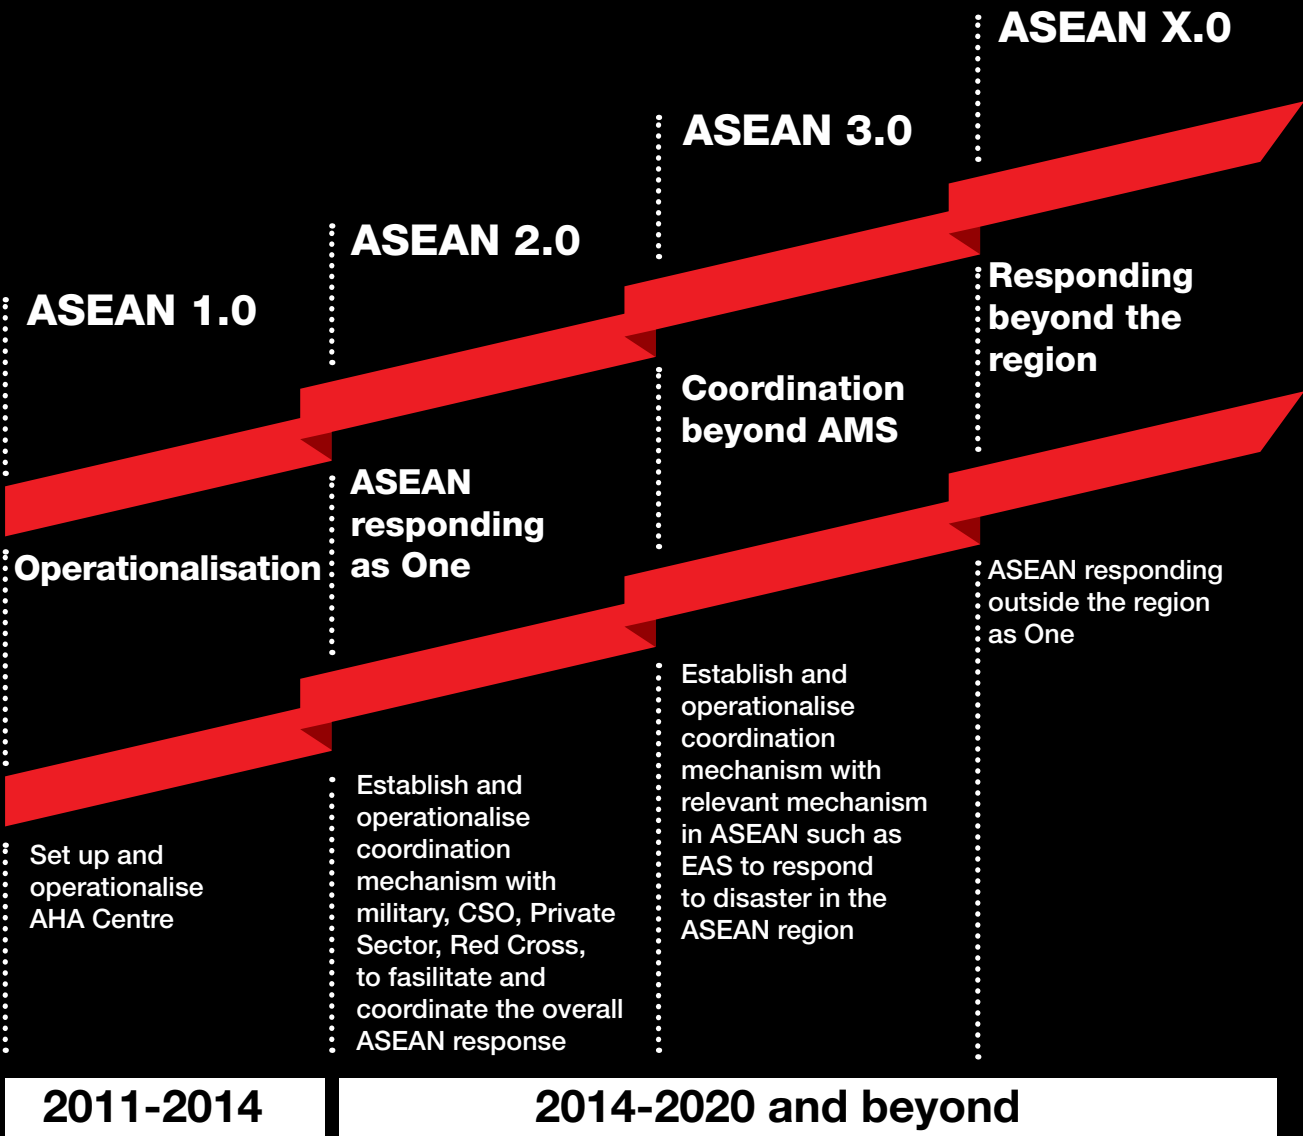 ASEAN 1.0
Operationalisation
Set up and
operationalise
AHA Centre
ASEAN 2.0
ASEAN
responding
as One
Establish and
operationalise
coordination
mechanism with
military, CSO, Private
Sector, Red Cross,
to fasilitate and
coordinate the overall
ASEAN response
ASEAN 3.0
Coordination
beyond AMS
Establish and
operationalise
coordination
mechanism with
relevant mechanism
in ASEAN such as
EAS to respond
to disaster in the
ASEAN region
ASEAN X.0
Responding
beyond the
region
ASEAN responding
outside the region
as One
2011-2014
2014-2020 and beyond